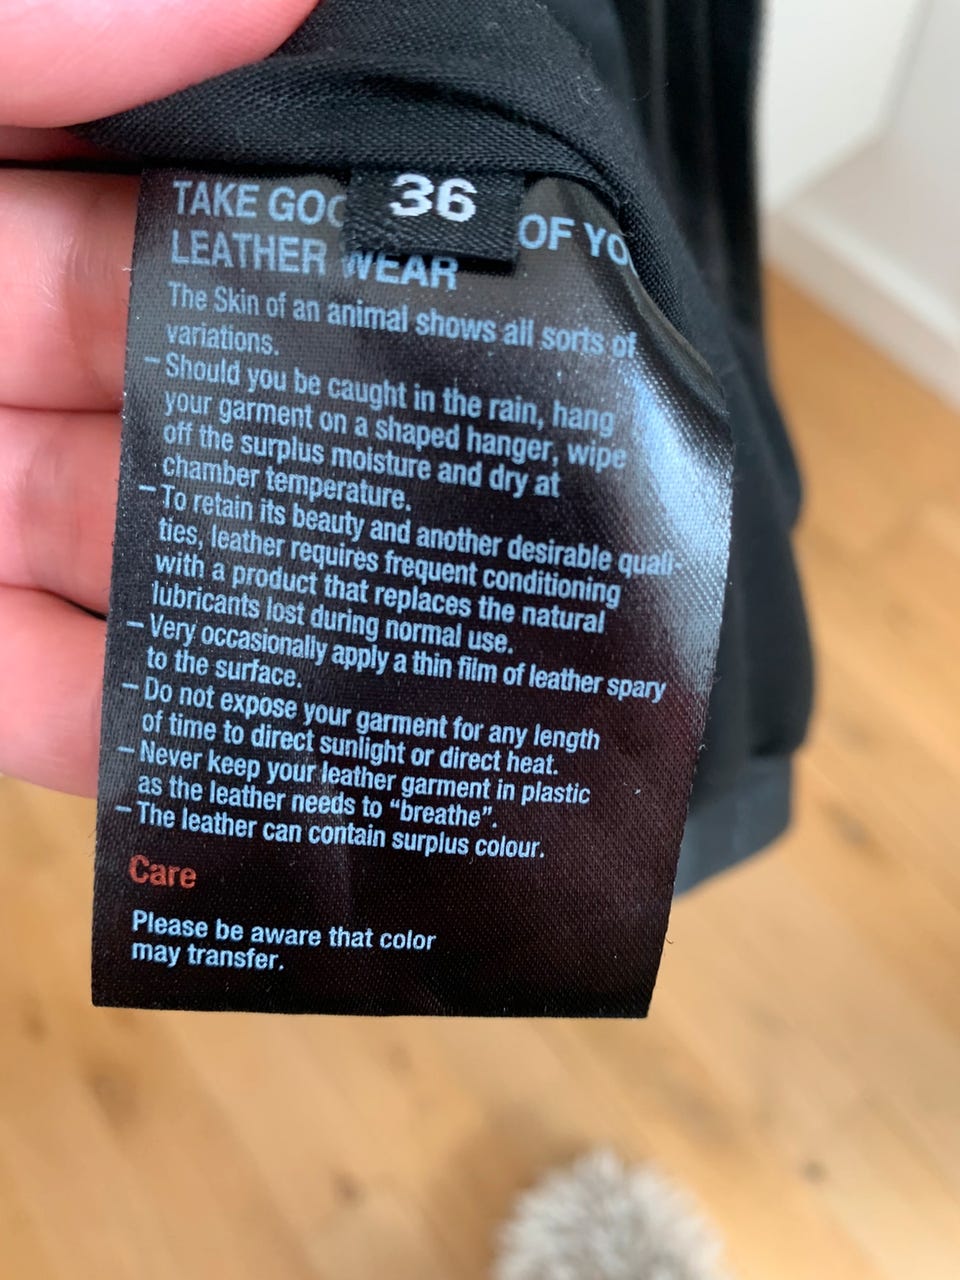 36
TAKE OF
LEATHER WEAR
The Skin of an animal shows all sorts of
variations.
– Should you be caught in the rain, hang
your garment on a shaped hanger, wipe
off the surplus moisture and dry at
chamber temperature.
– To retain its beauty and another desirable quali-
ties, leather requires frequent conditioning
with a product that replaces the natural
lubricants lost during normal use.
– Very occasionally apply a thin film of leather spary
to the surface.
– Do not expose your garment for any length
of time to direct sunlight or direct heat.
– Never keep your leather garment in plastic
as the leather needs to “breathe”.
– The leather can contain surplus colour.
Care
Please be aware that color
may transfer.